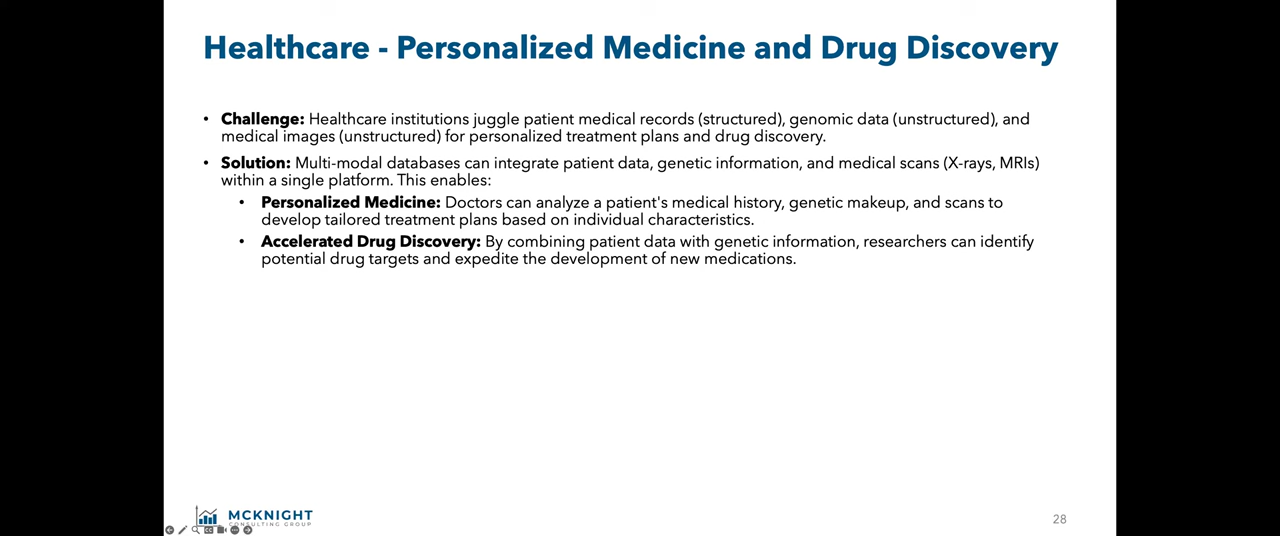 Healthcare - Personalized Medicine and Drug Discovery
• Challenge: Healthcare institutions juggle patient medical records (structured), genomic data (unstructured), and
medical images (unstructured) for personalized treatment plans and drug discovery.
• Solution: Multi-modal databases can integrate patient data, genetic information, and medical scans (X-rays, MRIs)
within a single platform. This enables:
• Personalized Medicine: Doctors can analyze a patient's medical history, genetic makeup, and scans to
develop tailored treatment plans based on individual characteristics.
• Accelerated Drug Discovery: By combining patient data with genetic information, researchers can identify
potential drug targets and expedite the development of new medications.
MCKNIGHT
CONSULTING GROUP
28